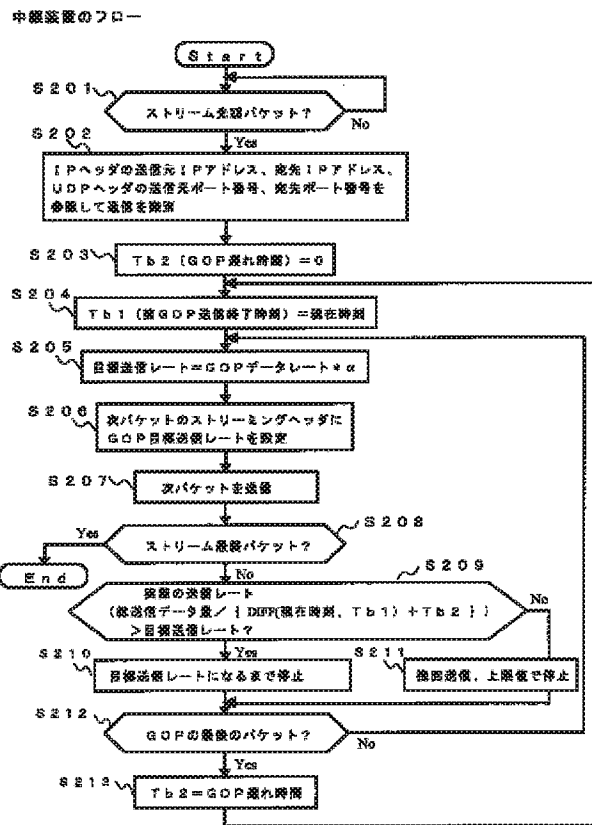 中継装置のフロー
Start
S201
ストリーム先頭パケット?
No
Yes
S202
IPヘッダの送信元IPアドレス、宛先IPアドレス、
UDPヘッダの送信元ポート番号、宛先ポート番号を
参照して通信を識別
S203
Tb2(GOP遅れ時間)=0
S204
Tb1(前GOP送信終了時刻)=現在時刻
S205
目標送信レート=GOPデータレート*α
S206
次パケットのストリーミングヘッダに
GOP目標送信レートを設定
S207
次パケットを送信
S208
Yes
ストリーム最終パケット?
End
No
S209
実際の送信レート
(総送信データ量/{DIFF(現在時刻,Tb1)+Tb2})
>目標送信レート?
No
S210
Yes
S211
目標送信レートになるまで停止
送信、上限値で停止
S212
GOPの最後のパケット?
No
Yes
S213
Tb2=GOP遅れ時間